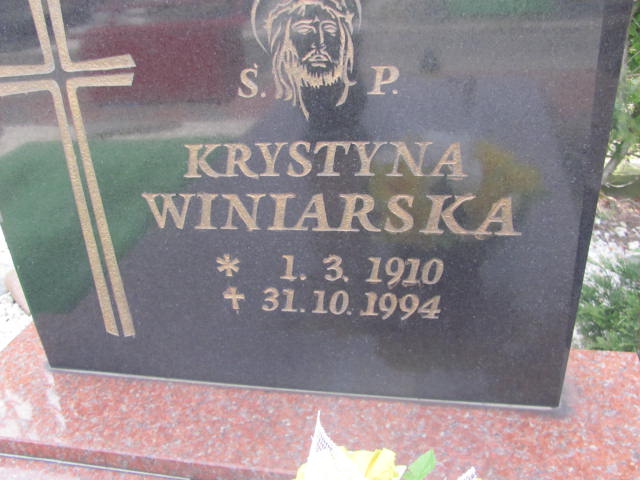 Ś. P.
KRYSTYNA
WINIARSKA
* 1. 3. 1910
✝ 31. 10. 1994